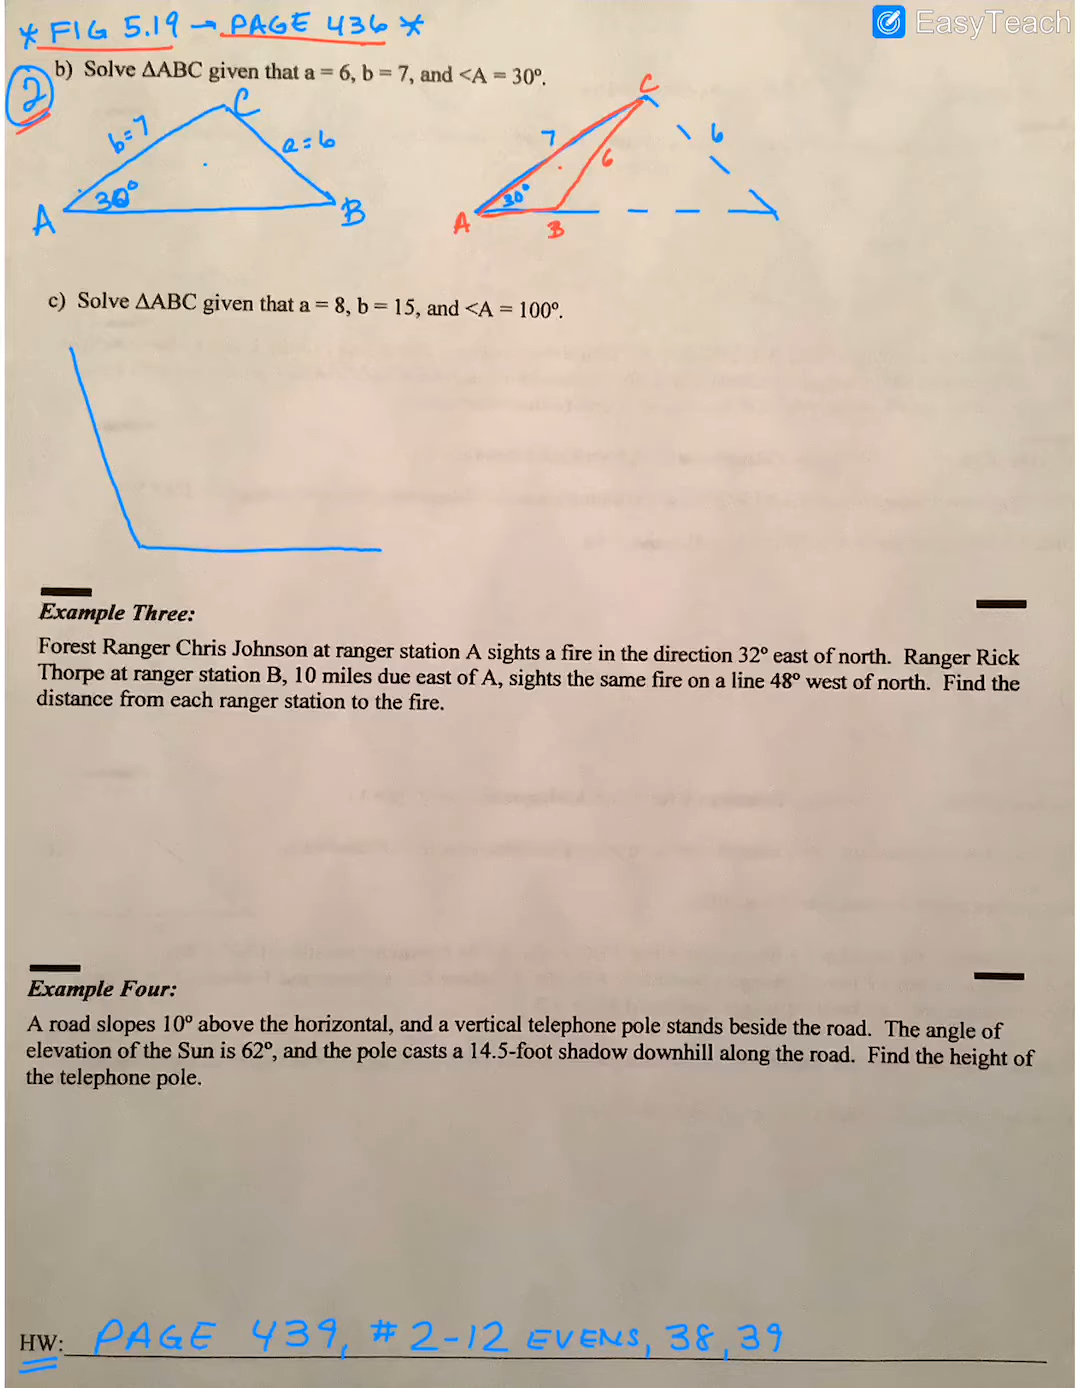 * FIG 5.19 → PAGE 436 *
EasyTeach
2
b) Solve ΔABC given that a = 6, b = 7, and <A = 30º.
C
b=7
a=6
30°
A
B
C
7
6
6
30°
A
B
c) Solve ΔABC given that a = 8, b = 15, and <A = 100º.
Example Three:
Forest Ranger Chris Johnson at ranger station A sights a fire in the direction 32º east of north. Ranger Rick
Thorpe at ranger station B, 10 miles due east of A, sights the same fire on a line 48º west of north. Find the
distance from each ranger station to the fire.
Example Four:
A road slopes 10º above the horizontal, and a vertical telephone pole stands beside the road. The angle of
elevation of the Sun is 62º, and the pole casts a 14.5-foot shadow downhill along the road. Find the height of
the telephone pole.
HW: PAGE 439, #2-12 EVENS, 38, 39